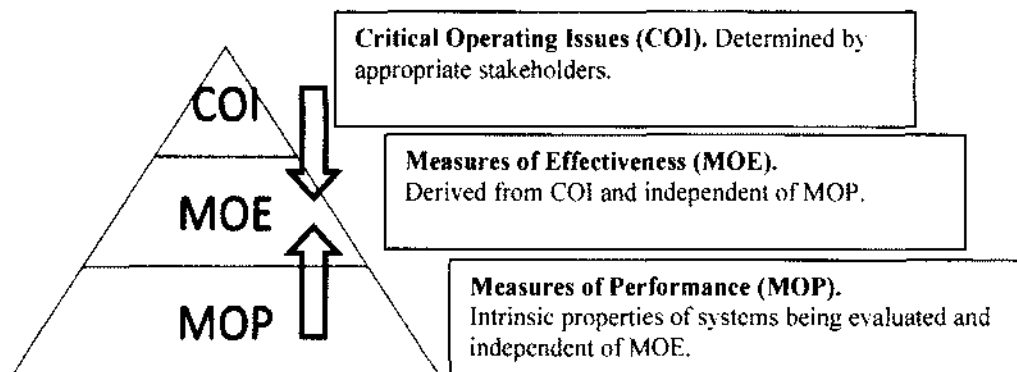 COI
MOE
MOP
Critical Operating Issues (COI). Determined by
appropriate stakeholders.
Measures of Effectiveness (MOE).
Derived from COI and independent of MOP.
Measures of Performance (MOP).
Intrinsic properties of systems being evaluated and
independent of MOE.